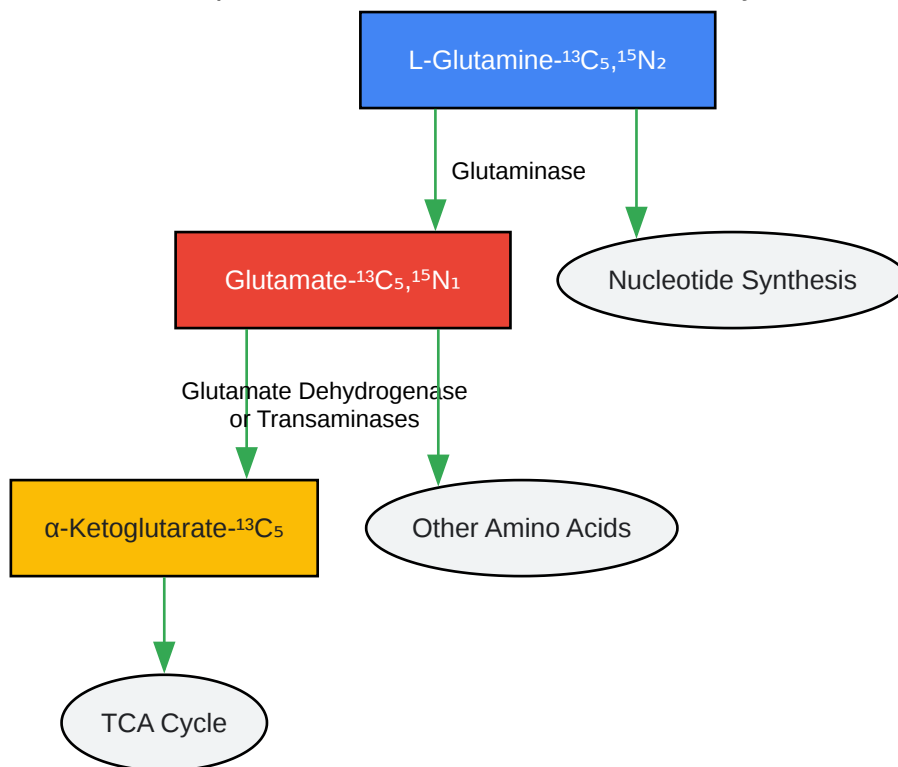 L-Glutamine-¹³C₅,¹⁵N₂
Glutaminase
Glutamate-¹³C₅,¹⁵N₁
Nucleotide Synthesis
Glutamate Dehydrogenase
or Transaminases
α-Ketoglutarate-¹³C₅
Other Amino Acids
TCA Cycle